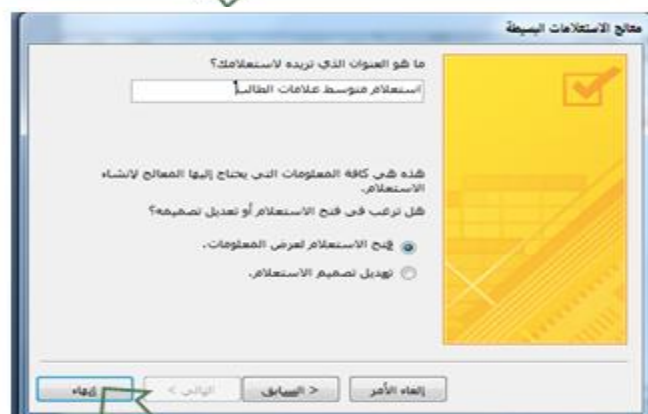 معالج الاستعلامات البسيطة
ما هو العنوان الذي تريده لاستعلامك؟
استعلام متوسط علامات الطالب
هذه هي كافة المعلومات التي يحتاج إليها المعالج لإنشاء
الاستعلام.
هل ترغب في فتح الاستعلام أو تعديل تصميمه؟
فتح الاستعلام لعرض المعلومات.
تعديل تصميم الاستعلام.
إلغاء الأمر
< السابق
التالي >
إنهاء